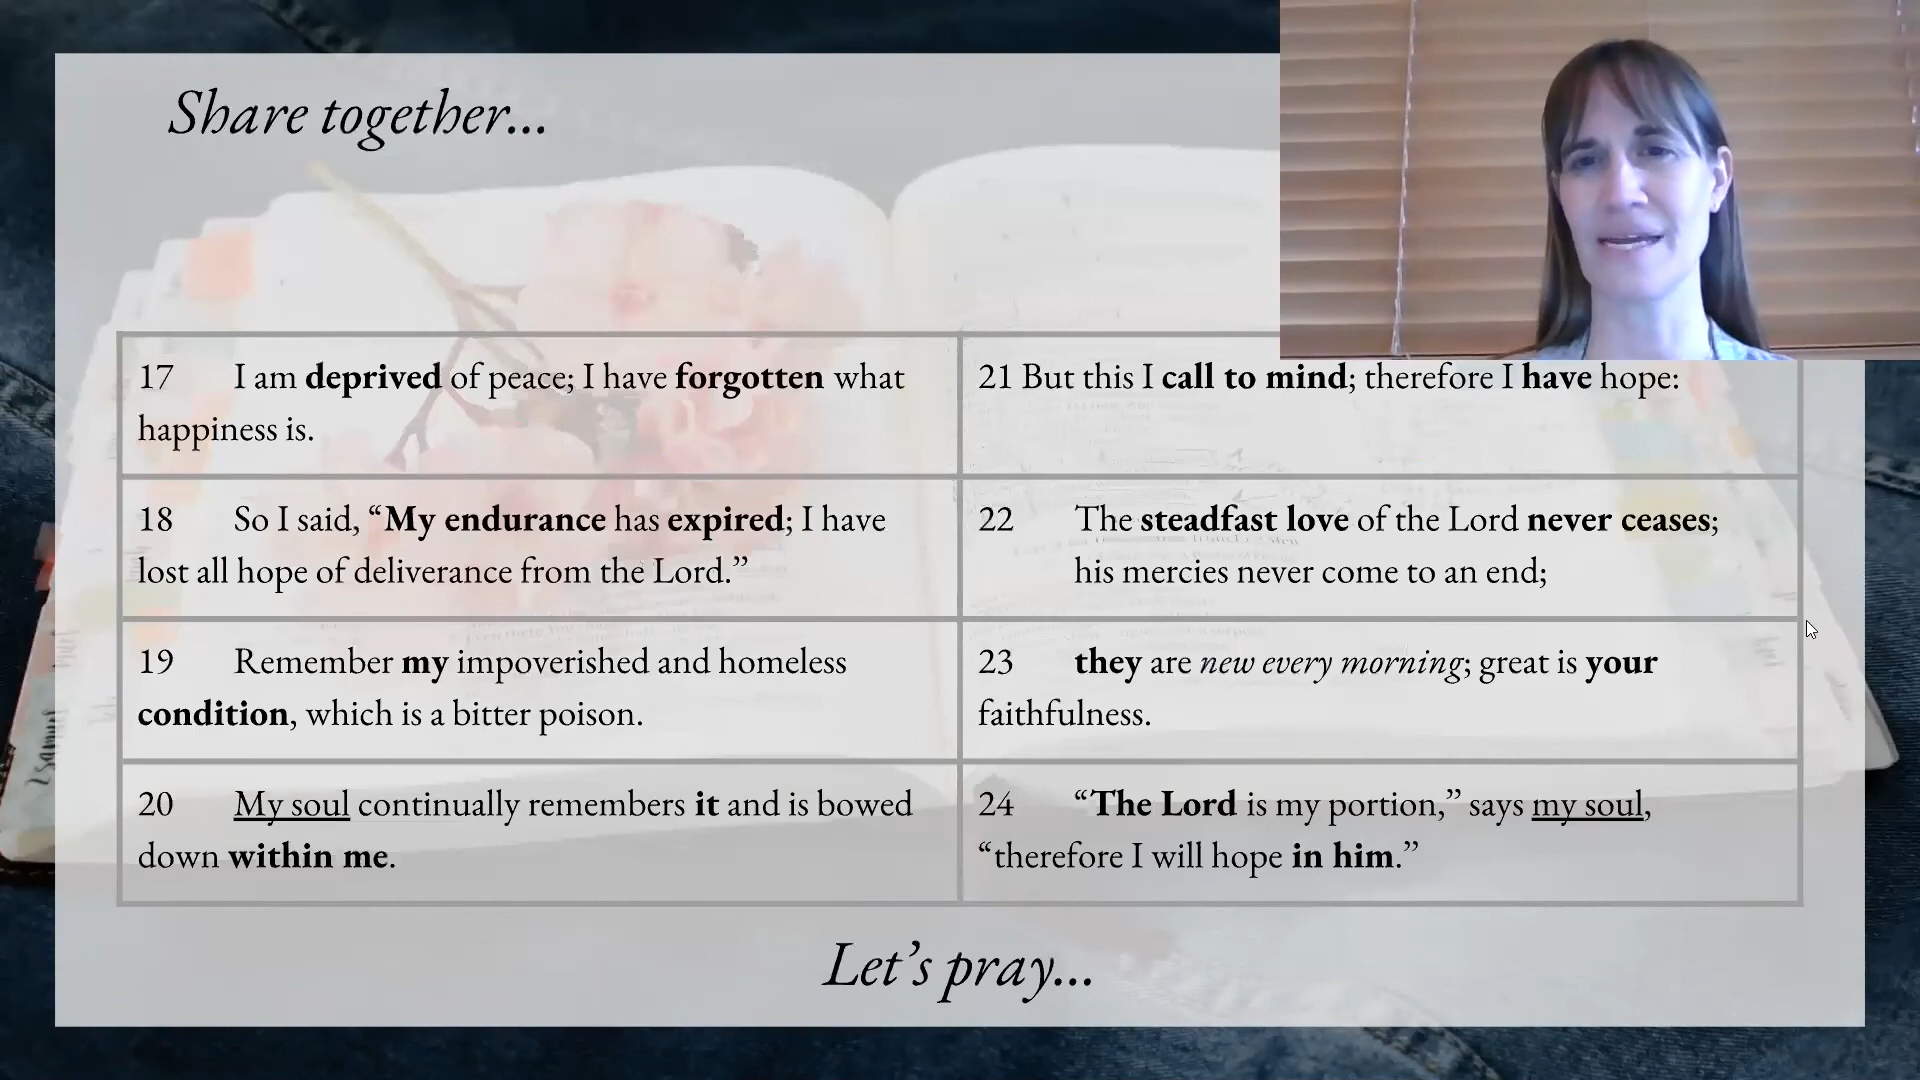 Share together...
17 I am deprived of peace; I have forgotten what
happiness is.
21 But this I call to mind; therefore I have hope:
18 So I said, “My endurance has expired; I have
lost all hope of deliverance from the Lord.”
22 The steadfast love of the Lord never ceases;
his mercies never come to an end;
19 Remember my impoverished and homeless
condition, which is a bitter poison.
23 they are new every morning; great is your
faithfulness.
20 My soul continually remembers it and is bowed
down within me.
24 “The Lord is my portion,” says my soul,
“therefore I will hope in him.”
Let’s pray...